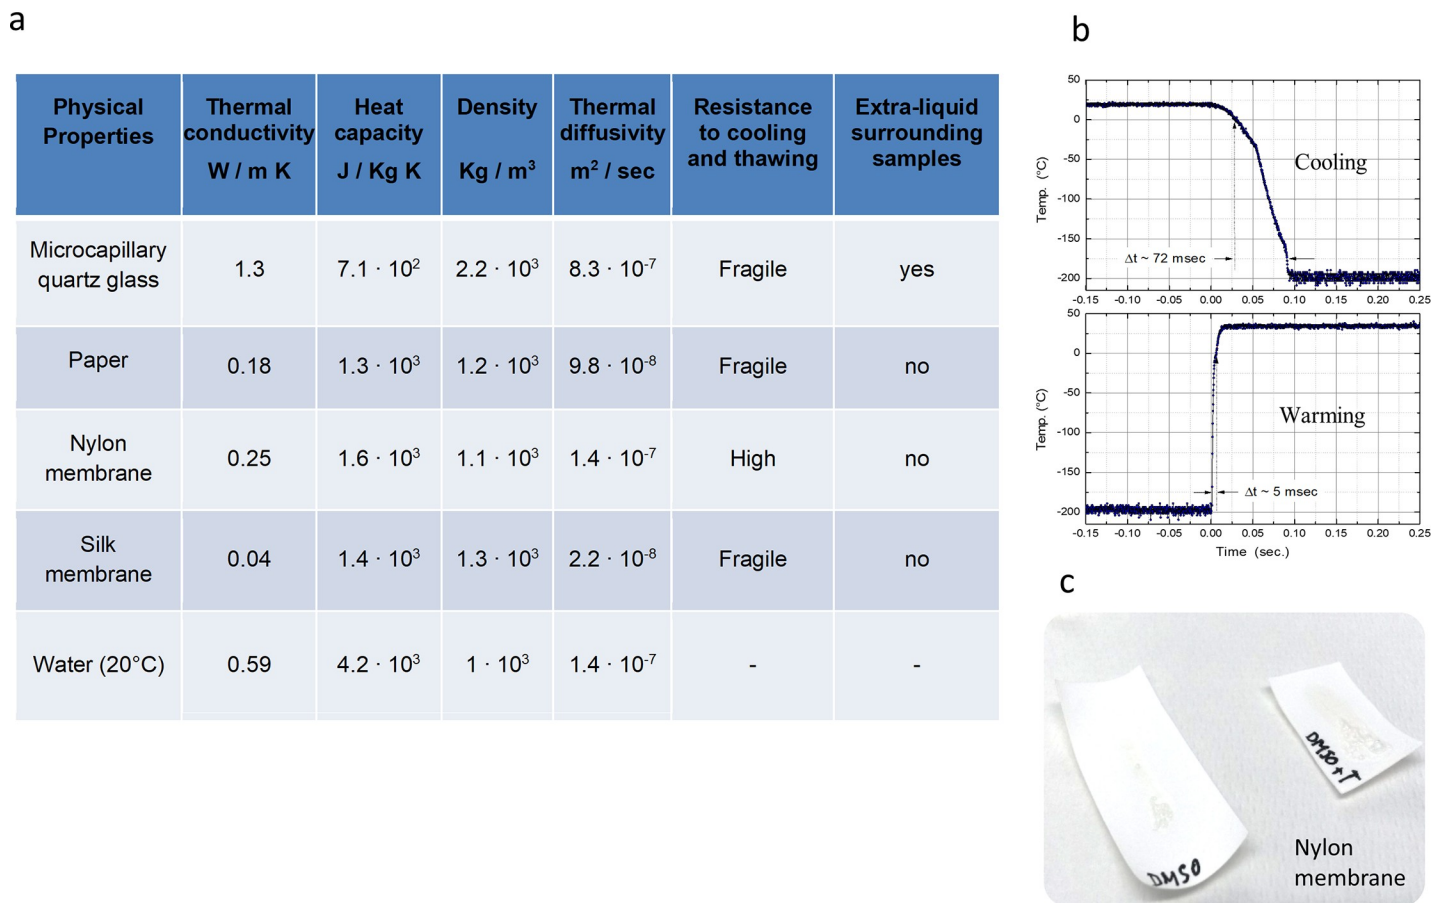 a
Physical Properties
Thermal conductivity W / m K
Heat capacity J / Kg K
Density Kg / m³
Thermal diffusivity m² / sec
Resistance to cooling and thawing
Extra-liquid surrounding samples
Microcapillary quartz glass
1.3
7.1 · 10²
2.2 · 10³
8.3 · 10⁻⁷
Fragile
yes
Paper
0.18
1.3 · 10³
1.2 · 10³
9.8 · 10⁻⁸
Fragile
no
Nylon membrane
0.25
1.6 · 10³
1.1 · 10³
1.4 · 10⁻⁷
High
no
Silk membrane
0.04
1.4 · 10³
1.3 · 10³
2.2 · 10⁻⁸
Fragile
no
Water (20°C)
0.59
4.2 · 10³
1 · 10³
1.4 · 10⁻⁷
-
-
b
Temp. (°C)
50
0
-50
-100
-150
-200
Cooling
Δt ~ 72 msec
-0.15 -0.10 -0.05 0.00 0.05 0.10 0.15 0.20 0.25
Temp. (°C)
50
0
-50
-100
-150
-200
Warming
Δt ~ 5 msec
-0.15 -0.10 -0.05 0.00 0.05 0.10 0.15 0.20 0.25
Time (sec.)
c
DMSO
DMSO+T
Nylon
membrane